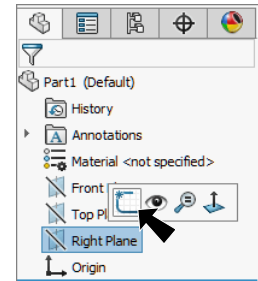 Part1 (Default)
History
Annotations
Material <not specified>
Front
Top Pl
Right Plane
Origin